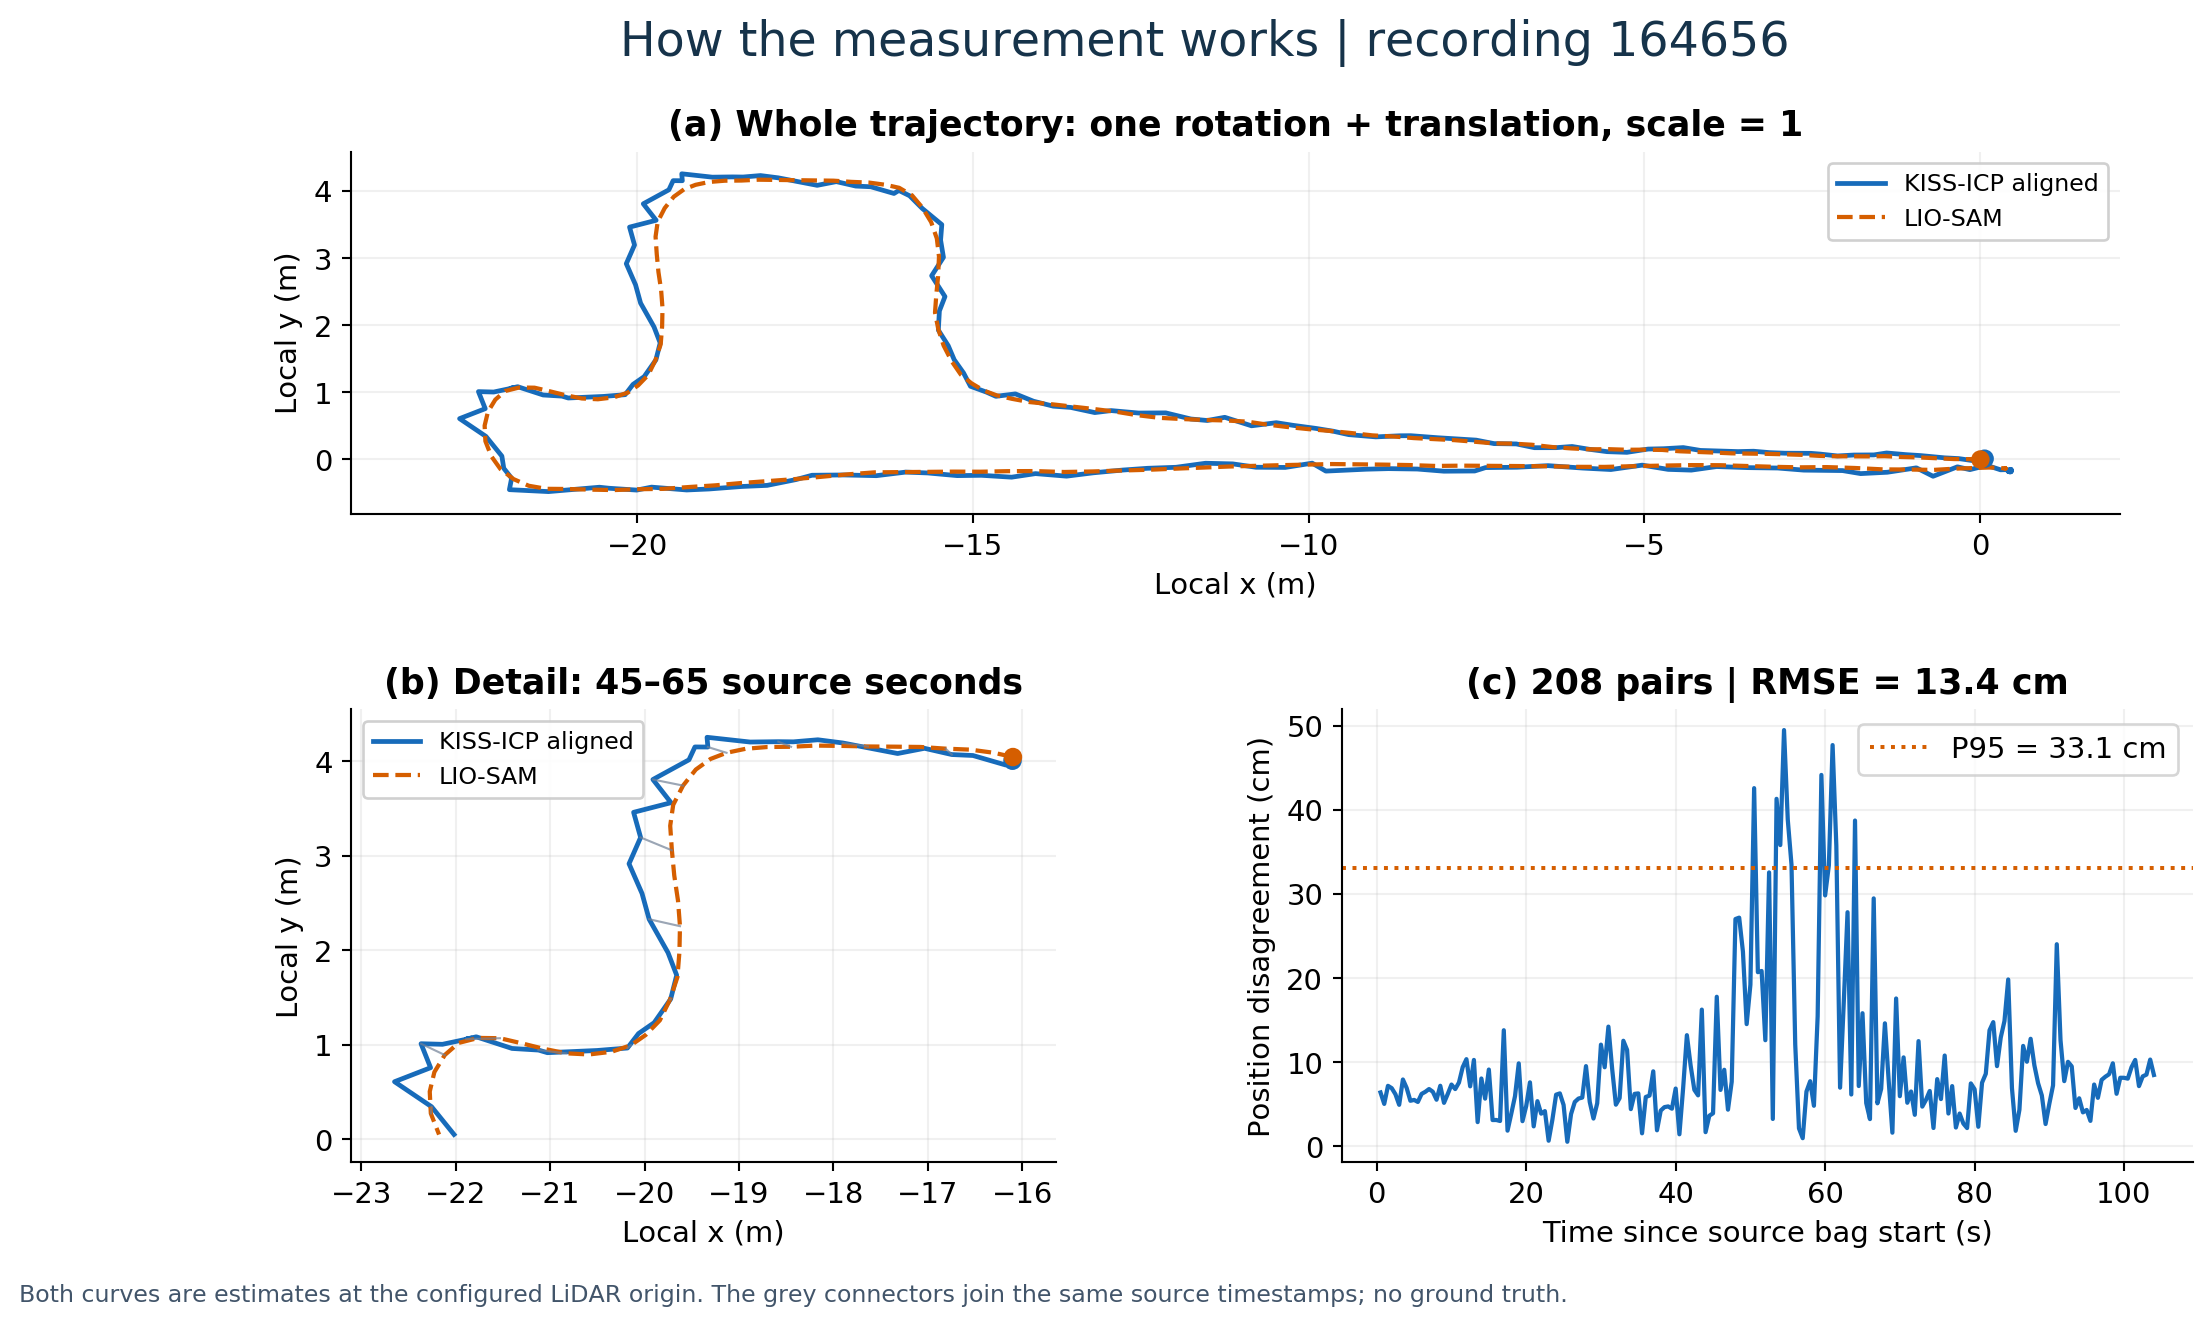 How the measurement works | recording 164656
(a) Whole trajectory: one rotation + translation, scale = 1
KISS-ICP aligned
LIO-SAM
Local y (m)
4
3
2
1
0
−20
−15
−10
−5
0
Local x (m)
(b) Detail: 45–65 source seconds
KISS-ICP aligned
LIO-SAM
Local y (m)
4
3
2
1
0
−23
−22
−21
−20
−19
−18
−17
−16
Local x (m)
(c) 208 pairs | RMSE = 13.4 cm
P95 = 33.1 cm
Position disagreement (cm)
50
40
30
20
10
0
0
20
40
60
80
100
Time since source bag start (s)
Both curves are estimates at the configured LiDAR origin. The grey connectors join the same source timestamps; no ground truth.